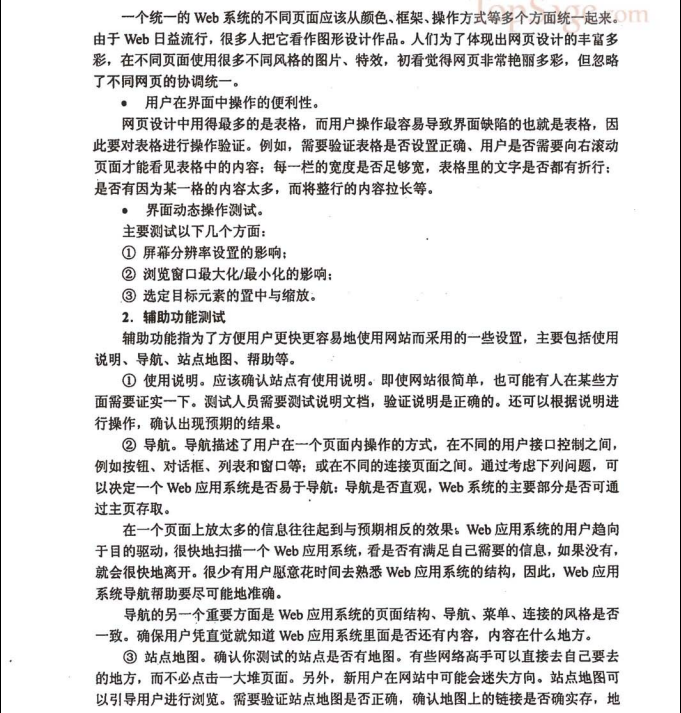 TopSage.com
一个统一的 Web 系统的不同页面应该从颜色、框架、操作方式等多个方面统一起来。
由于 Web 日益流行，很多人把它看作图形设计作品。人们为了体现出网页设计的丰富多
彩，在不同页面使用很多不同风格的图片、特效，初看觉得网页非常艳丽多彩，但忽略
了不同网页的协调统一。
• 用户在界面中操作的便利性。
网页设计中用得最多的是表格，而用户操作最容易导致界面缺陷的也就是表格，因
此要对表格进行操作验证。例如，需要验证表格是否设置正确、用户是否需要向右滚动
页面才能看见表格中的内容；每一栏的宽度是否足够宽，表格里的文字是否都有折行；
是否有因为某一格的内容太多，而将整行的内容拉长等。
• 界面动态操作测试。
主要测试以下几个方面：
① 屏幕分辨率设置的影响；
② 浏览窗口最大化/最小化的影响；
③ 选定目标元素的置中与缩放。
2．辅助功能测试
辅助功能指为了方便用户更快更容易地使用网站而采用的一些设置，主要包括使用
说明、导航、站点地图、帮助等。
① 使用说明。应该确认站点有使用说明。即使网站很简单，也可能有人在某些方
面需要证实一下。测试人员需要测试说明文档，验证说明是正确的。还可以根据说明进
行操作，确认出现预期的结果。
② 导航。导航描述了用户在一个页面内操作的方式，在不同的用户接口控制之间，
例如按钮、对话框、列表和窗口等；或在不同的连接页面之间。通过考虑下列问题，可
以决定一个 Web 应用系统是否易于导航：导航是否直观，Web 系统的主要部分是否可通
过主页存取。
在一个页面上放太多的信息往往起到与预期相反的效果。Web 应用系统的用户趋向
于目的驱动，很快地扫描一个 Web 应用系统，看是否有满足自己需要的信息，如果没有，
就会很快地离开。很少有用户愿意花时间去熟悉 Web 应用系统的结构，因此，Web 应用
系统导航帮助要尽可能地准确。
导航的另一个重要方面是 Web 应用系统的页面结构、导航、菜单、连接的风格是否
一致。确保用户凭直觉就知道 Web 应用系统里面是否还有内容，内容在什么地方。
③ 站点地图。确认你测试的站点是否有地图。有些网络高手可以直接去自己要去
的地方，而不必点击一大堆页面。另外，新用户在网站中可能会迷失方向。站点地图可
以引导用户进行浏览。需要验证站点地图是否正确，确认地图上的链接是否确实存，地